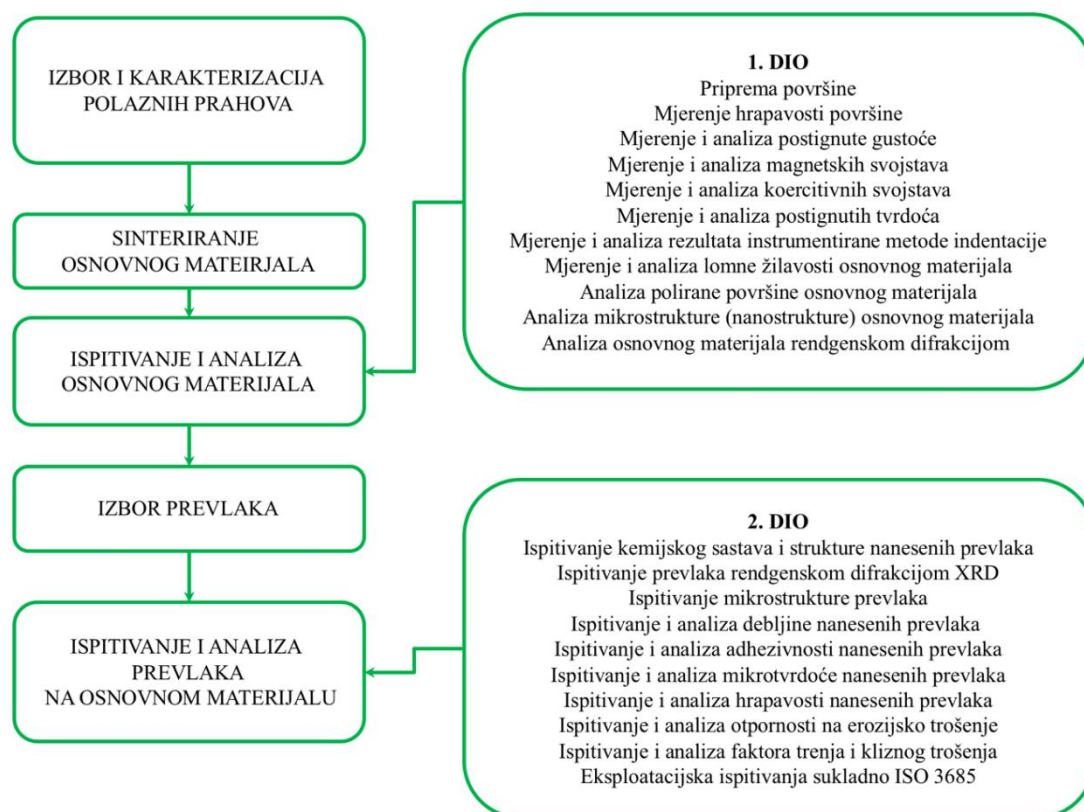 IZBOR I KARAKTERIZACIJA
POLAZNIH PRAHOVA
SINTERIRANJE
OSNOVNOG MATEIRJALA
ISPITIVANJE I ANALIZA
OSNOVNOG MATERIJALA
IZBOR PREVLAKA
ISPITIVANJE I ANALIZA
PREVLAKA
NA OSNOVNOM MATERIJALU
1. DIO
Priprema površine
Mjerenje hrapavosti površine
Mjerenje i analiza postignute gustoće
Mjerenje i analiza magnetskih svojstava
Mjerenje i analiza koercitivnih svojstava
Mjerenje i analiza postignutih tvrdoća
Mjerenje i analiza rezultata instrumentirane metode indentacije
Mjerenje i analiza lomne žilavosti osnovnog materijala
Analiza polirane površine osnovnog materijala
Analiza mikrostrukture (nanostrukture) osnovnog materijala
Analiza osnovnog materijala rendgenskom difrakcijom
2. DIO
Ispitivanje kemijskog sastava i strukture nanesenih prevlaka
Ispitivanje prevlaka rendgenskom difrakcijom XRD
Ispitivanje mikrostrukture prevlaka
Ispitivanje i analiza debljine nanesenih prevlaka
Ispitivanje i analiza adhezivnosti nanesenih prevlaka
Ispitivanje i analiza mikrotvrdoće nanesenih prevlaka
Ispitivanje i analiza hrapavosti nanesenih prevlaka
Ispitivanje i analiza otpornosti na erozijsko trošenje
Ispitivanje i analiza faktora trenja i kliznog trošenja
Eksploatacijska ispitivanja sukladno ISO 3685